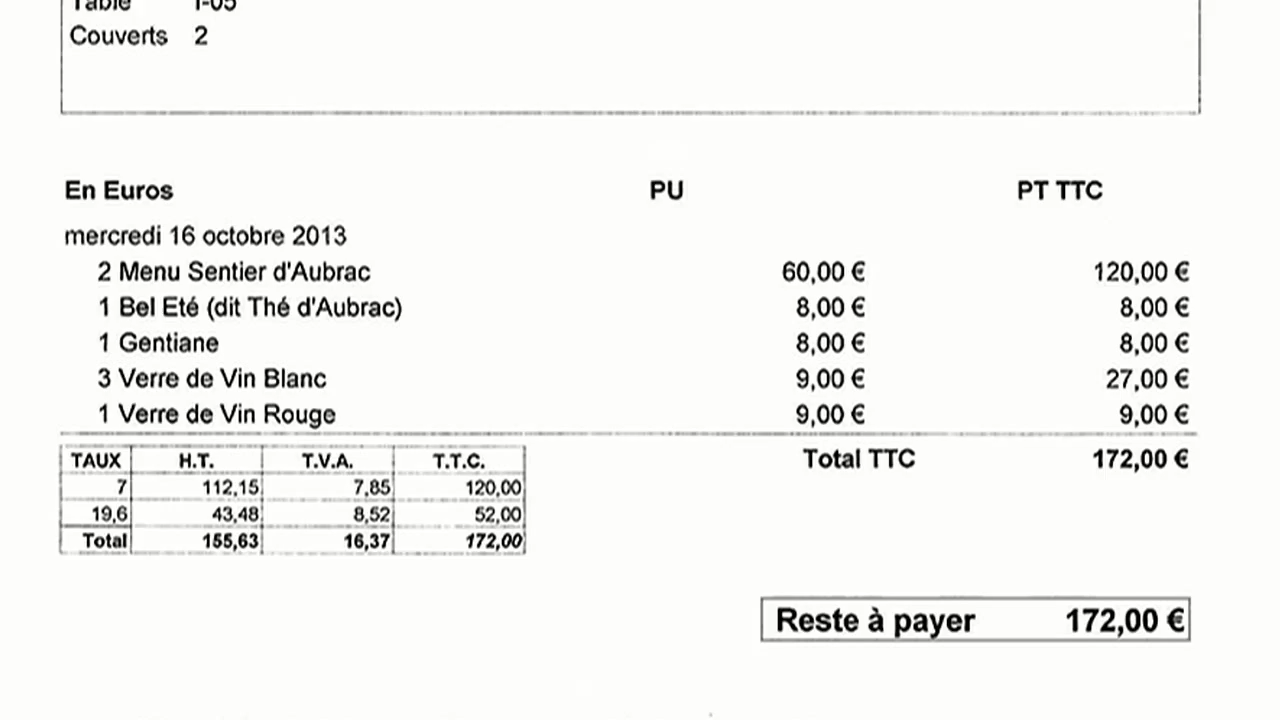 Table I-05
Couverts 2
En Euros PU PT TTC
mercredi 16 octobre 2013
2 Menu Sentier d'Aubrac 60,00 € 120,00 €
1 Bel Eté (dit Thé d'Aubrac) 8,00 € 8,00 €
1 Gentiane 8,00 € 8,00 €
3 Verre de Vin Blanc 9,00 € 27,00 €
1 Verre de Vin Rouge 9,00 € 9,00 €
TAUX H.T. T.V.A. T.T.C. Total TTC 172,00 €
7 112,15 7,85 120,00
19,6 43,48 8,52 52,00
Total 155,63 16,37 172,00
Reste à payer 172,00 €